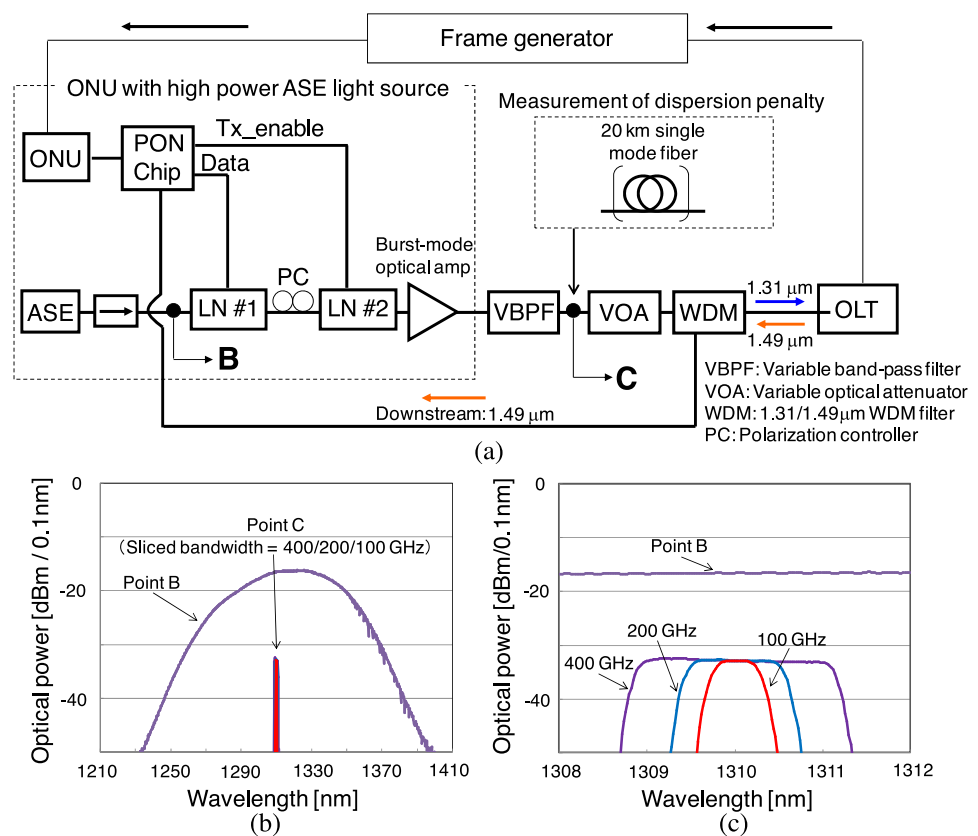 Frame generator
ONU with high power ASE light source
Measurement of dispersion penalty
20 km single
mode fiber
Tx_enable
ONU
PON
Chip
Data
Burst-mode
optical amp
PC
1.31 μm
ASE
LN #1
LN #2
VBPF
VOA
WDM
OLT
1.49 μm
B
C
VBPF: Variable band-pass filter
VOA: Variable optical attenuator
WDM: 1.31/1.49μm WDM filter
PC: Polarization controller
Downstream: 1.49 μm
(a)
Optical power [dBm / 0.1nm]
0
-20
-40
Point C
(Sliced bandwidth = 400/200/100 GHz)
Point B
1210 1250 1290 1330 1370 1410
Wavelength [nm]
(b)
Optical power [dBm/0.1nm]
0
-20
-40
Point B
200 GHz
100 GHz
400 GHz
1308 1309 1310 1311 1312
Wavelength [nm]
(c)